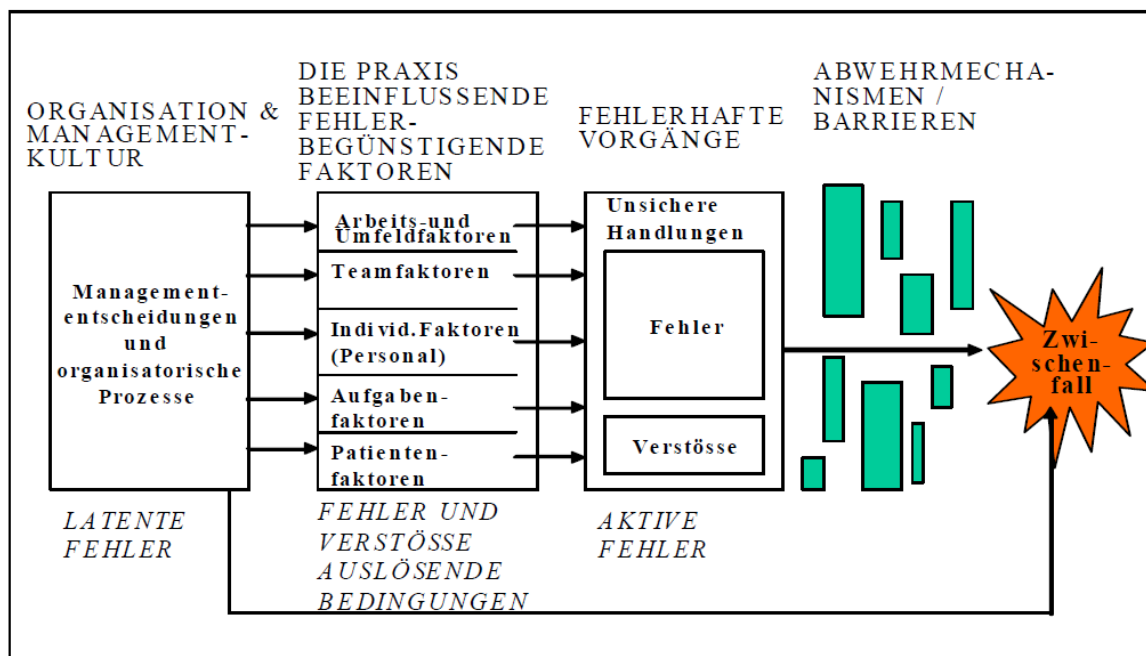 ORGANISATION &
MANAGEMENT-
KULTUR
DIE PRAXIS
BEEINFLUSSENDE
FEHLER-
BEGÜNSTIGENDE
FAKTOREN
FEHLERHAFTE
VORGÄNGE
ABWEHRMECHA-
NISMEN /
BARRIEREN
Management-
entscheidungen
und
organisatorische
Prozesse
Arbeits-und
Umfeldfaktoren
Teamfaktoren
Individ.Faktoren
(Personal)
Aufgaben-
faktoren
Patienten-
faktoren
Unsichere
Handlungen
Fehler
Verstösse
Zwi-
schen-
fall
LATENTE
FEHLER
FEHLER UND
VERSTÖSSE
AUSLÖSENDE
BEDINGUNGEN
AKTIVE
FEHLER